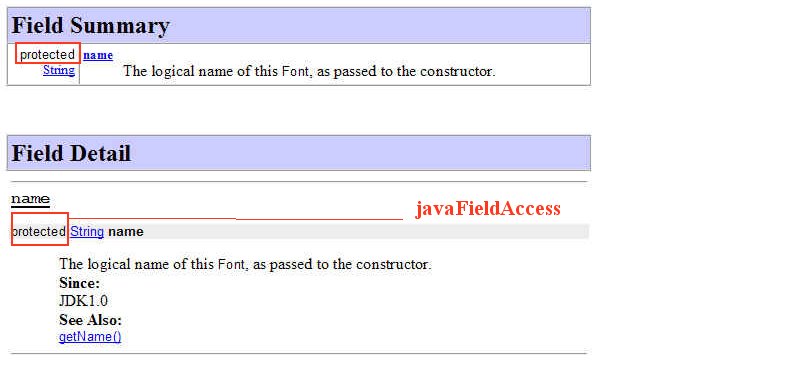 Field Summary
protected name
String The logical name of this Font, as passed to the constructor.
Field Detail
name
javaFieldAccess
protected String name
The logical name of this Font, as passed to the constructor.
Since:
JDK1.0
See Also:
getName()